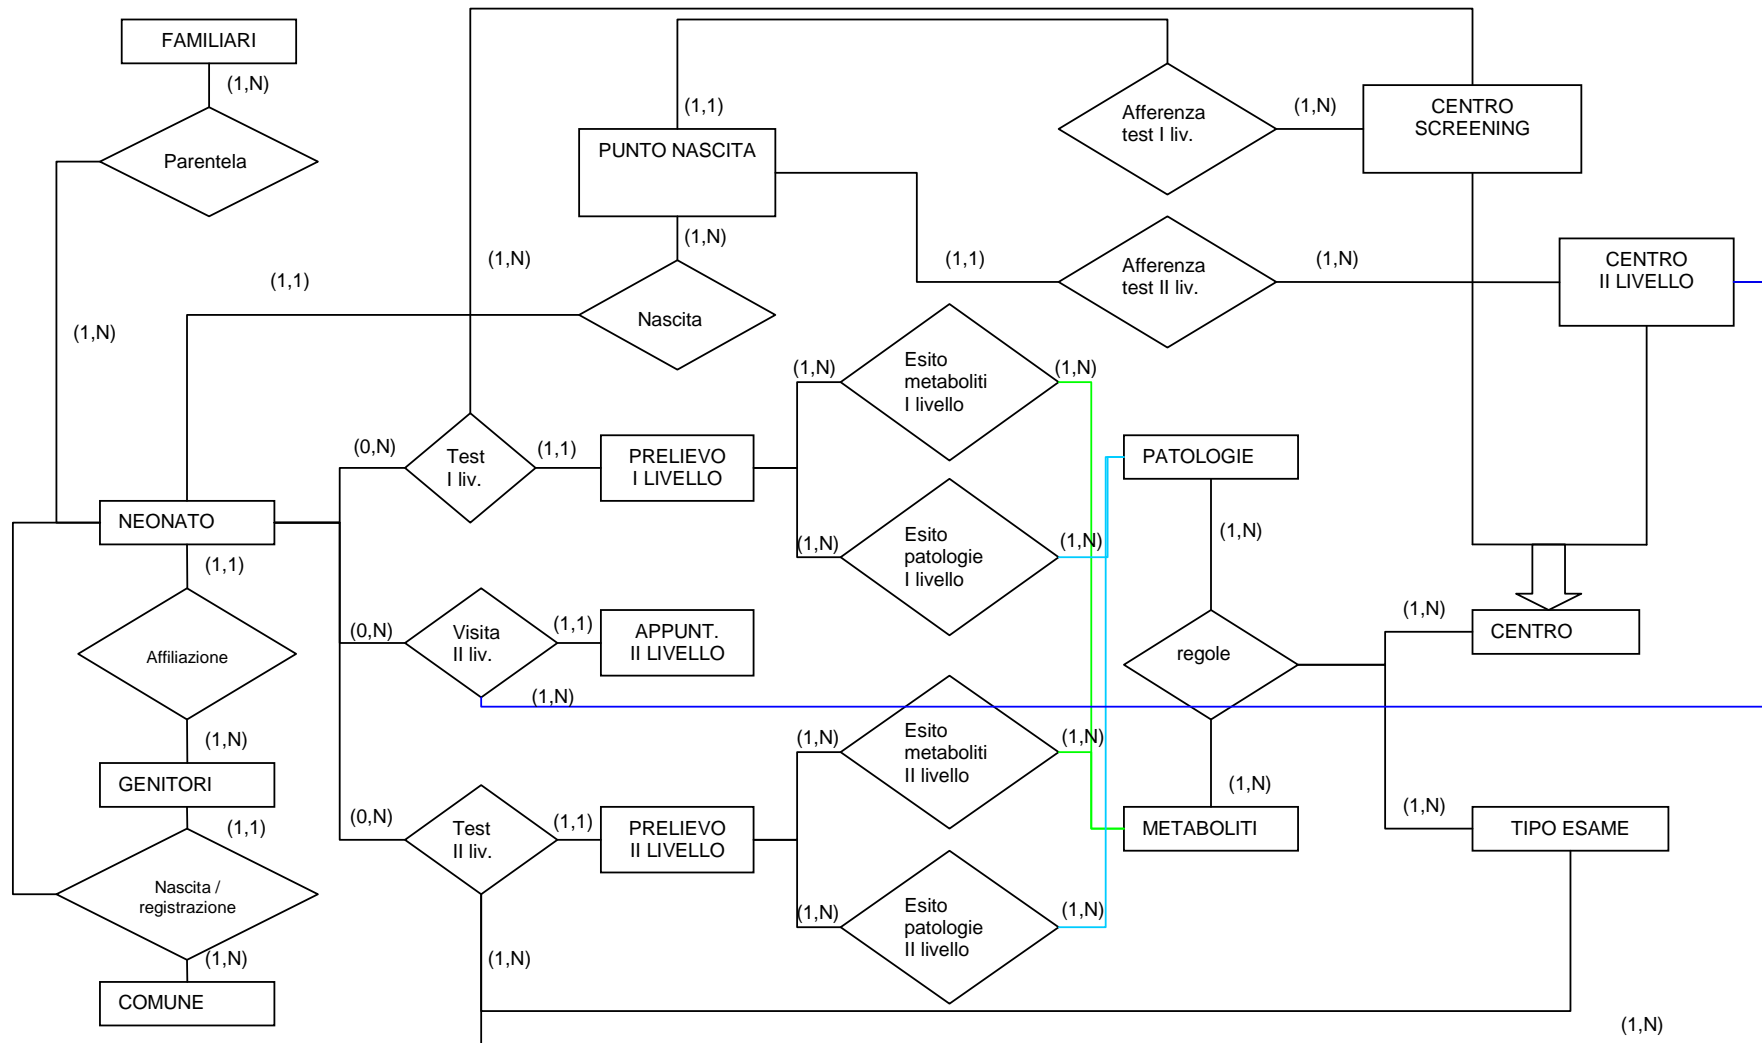 FAMILIARI
(1,N)
Parentela
(1,N)
(1,1)
PUNTO NASCITA
(1,N)
Afferenza
test I liv.
(1,N)
CENTRO
SCREENING
(1,N)
(1,1)
Nascita
(1,1)
Afferenza
test II liv.
(1,N)
CENTRO
II LIVELLO
(0,N)
Test
I liv.
(1,1)
PRELIEVO
I LIVELLO
(1,N)
Esito
metaboliti
I livello
(1,N)
(1,N)
Esito
patologie
I livello
(1,N)
PATOLOGIE
(1,N)
NEONATO
(1,1)
Affiliazione
(1,N)
GENITORI
(1,1)
Nascita /
registrazione
(1,N)
COMUNE
(0,N)
Visita
II liv.
(1,1)
APPUNT.
II LIVELLO
(1,N)
regole
(1,N)
CENTRO
(1,N)
METABOLITI
(1,N)
TIPO ESAME
(0,N)
Test
II liv.
(1,1)
PRELIEVO
II LIVELLO
(1,N)
Esito
metaboliti
II livello
(1,N)
(1,N)
Esito
patologie
II livello
(1,N)
(1,N)
(1,N)